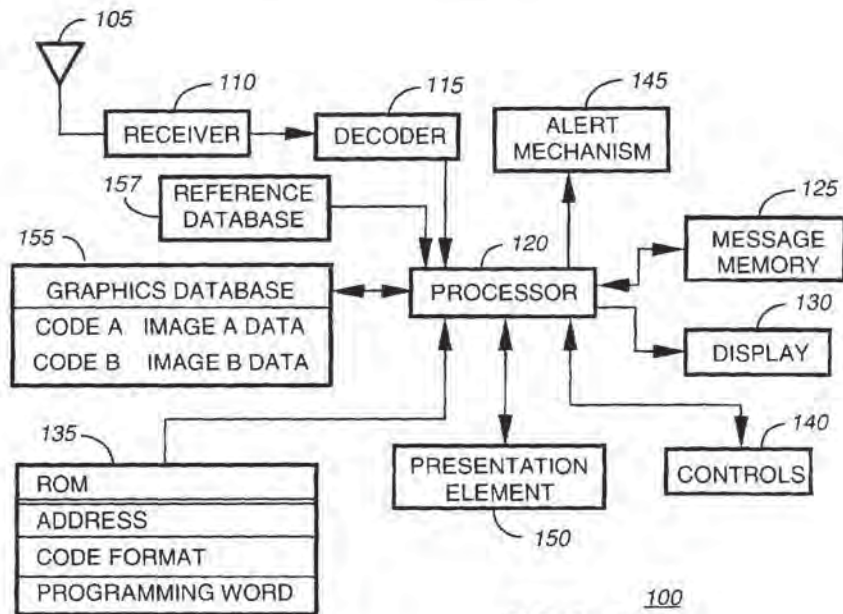 105
110
RECEIVER
115
DECODER
145
ALERT
MECHANISM
157
REFERENCE
DATABASE
125
MESSAGE
MEMORY
155
GRAPHICS DATABASE
CODE A IMAGE A DATA
CODE B IMAGE B DATA
120
PROCESSOR
130
DISPLAY
135
ROM
ADDRESS
CODE FORMAT
PROGRAMMING WORD
PRESENTATION
ELEMENT
150
140
CONTROLS
100